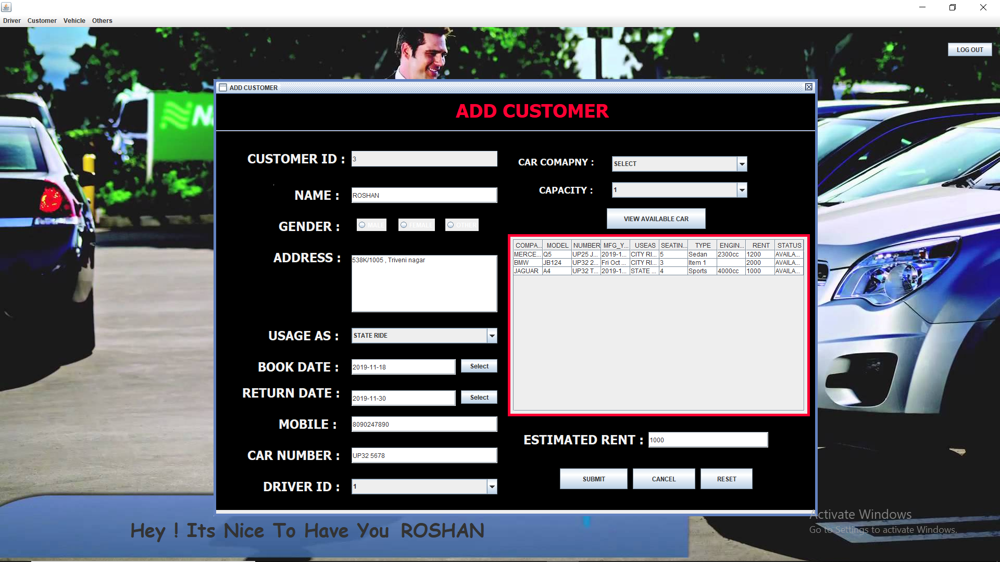 Driver Customer Vehicle Others
LOG OUT
ADD CUSTOMER
ADD CUSTOMER
CUSTOMER ID : 3
NAME : ROSHAN
GENDER : MALE FEMALE OTHER
ADDRESS : 538K/1005 , Triveni nagar
USAGE AS : STATE RIDE
BOOK DATE : 2019-11-18 Select
RETURN DATE : 2019-11-30 Select
MOBILE : 8090247890
CAR NUMBER : UP32 5678
DRIVER ID : 1
CAR COMAPNY : SELECT
CAPACITY : 1
VIEW AVAILABLE CAR
COMPA... MODEL NUMBER MFG_Y... USEAS SEATIN... TYPE ENGIN... RENT STATUS
MERCE... Q5 UP25 J... 2019-1... CITY RI... 5 Sedan 2300cc 1200 AVAILA...
BMW JB124 UP32 2... Fri Oct ... CITY RI... 3 Item 1 2000 AVAILA...
JAGUAR A4 UP32 T... 2019-1... STATE ... 4 Sports 4000cc 1000 AVAILA...
ESTIMATED RENT : 1000
SUBMIT CANCEL RESET
Activate Windows
Go to Settings to activate Windows.
Hey ! Its Nice To Have You ROSHAN